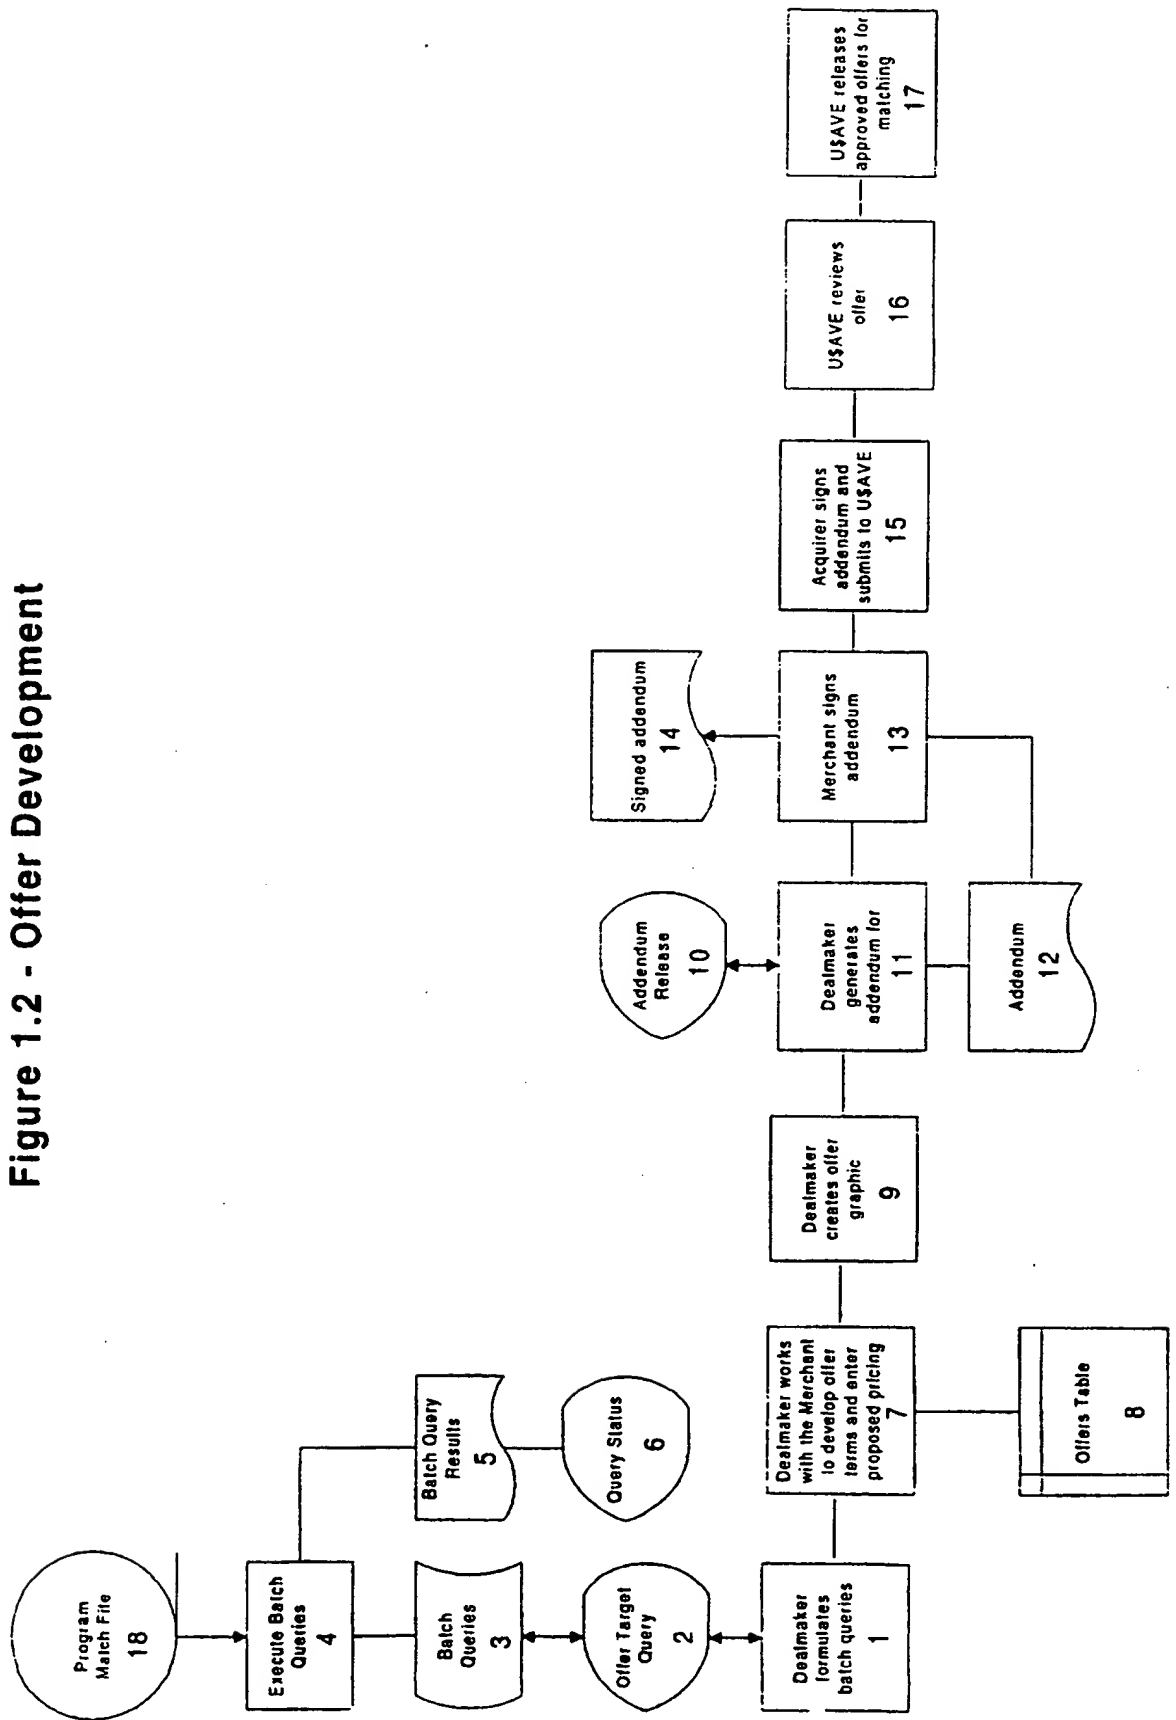 Figure 1.2 - Offer Development
Program
Match File
18
Execute Batch
Queries
4
Batch
Queries
3
Offer Target
Query
2
Dealmaker
formulates
batch queries
1
Batch Query
Results
5
Query Status
6
Dealmaker works
with the Merchant
to develop offer
terms and enter
proposed pricing
7
Offers Table
8
Dealmaker
creates offer
graphic
9
Addendum
Release
10
Dealmaker
generates
addendum for
11
Addendum
12
Signed addendum
14
Merchant signs
addendum
13
Acquirer signs
addendum and
submits to U$AVE
15
U$AVE reviews
offer
16
U$AVE releases
approved offers for
matching
17